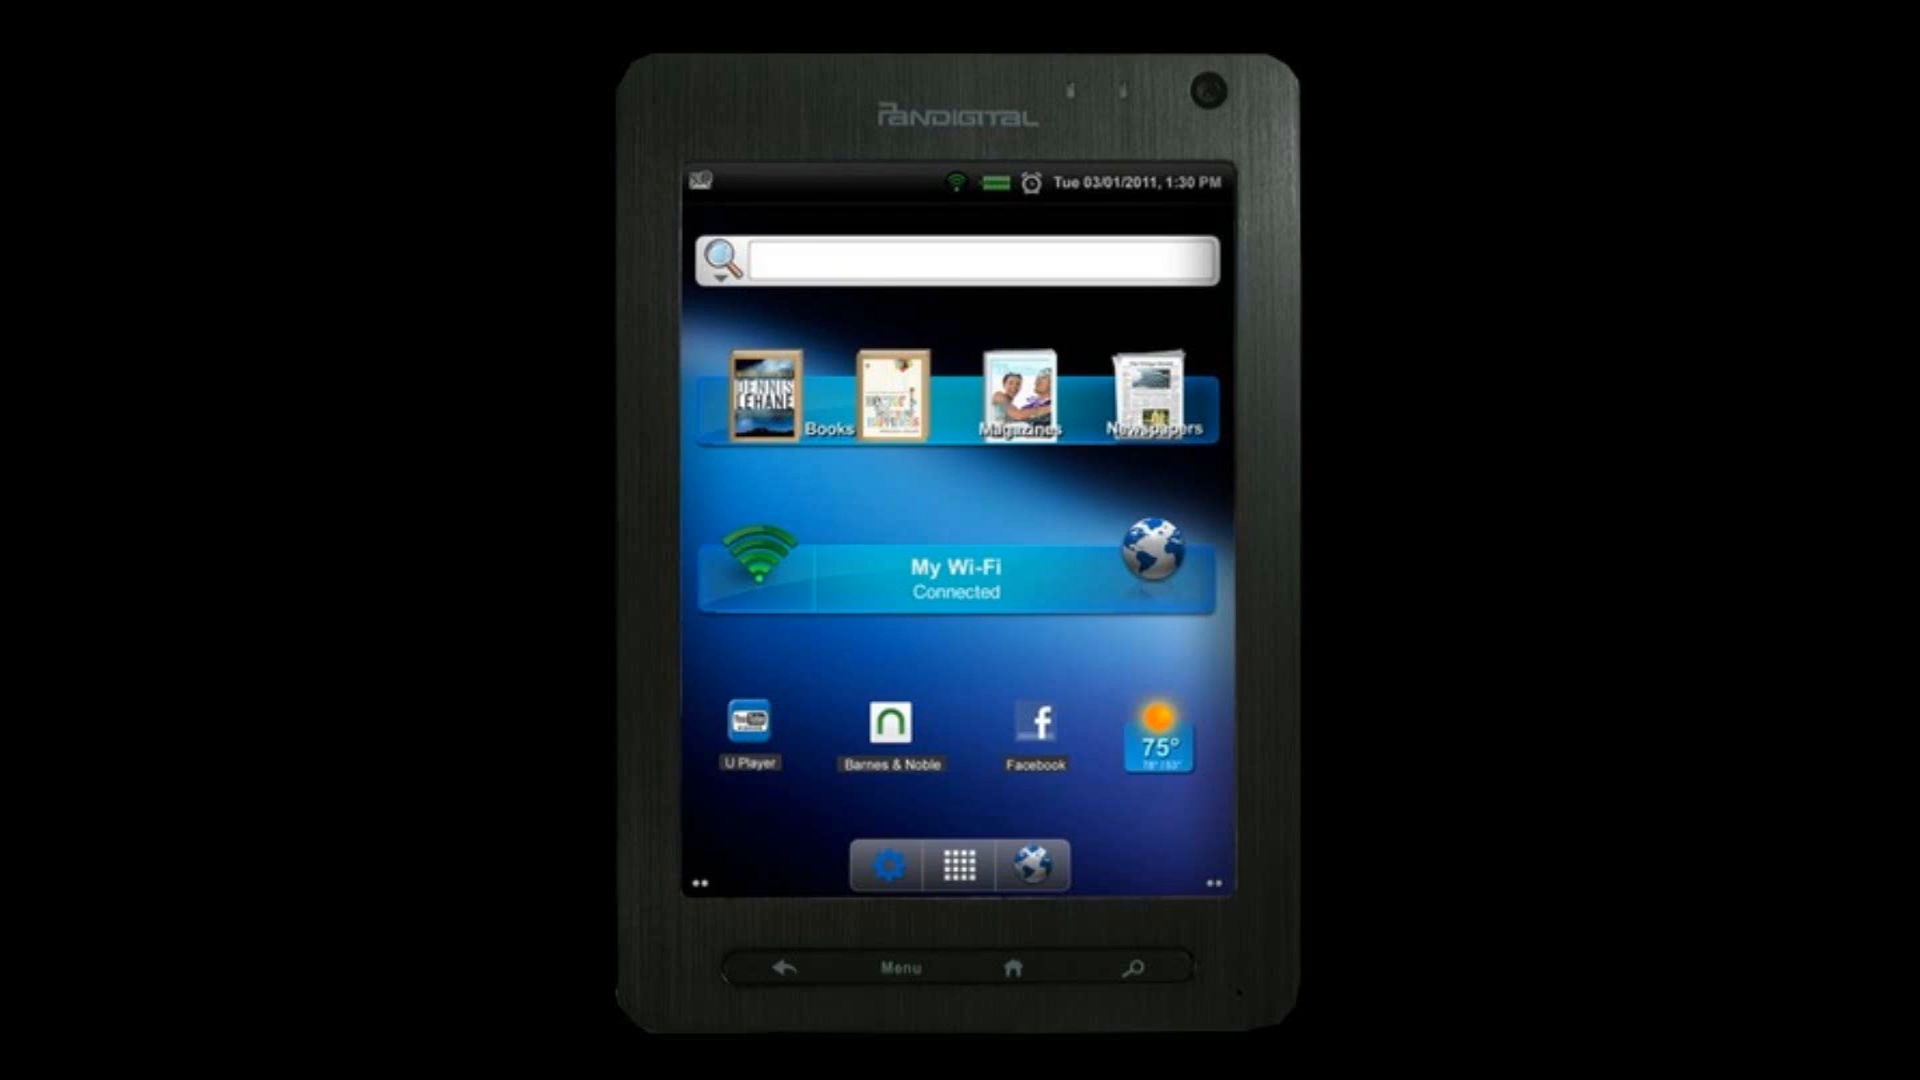 PANDIGITAL
Tue 03/01/2011, 1:30 PM
DENNIS
LEHANE
Books
Magazines
Newspapers
My Wi-Fi
Connected
75°
U Player
Barnes & Noble
Facebook
Menu